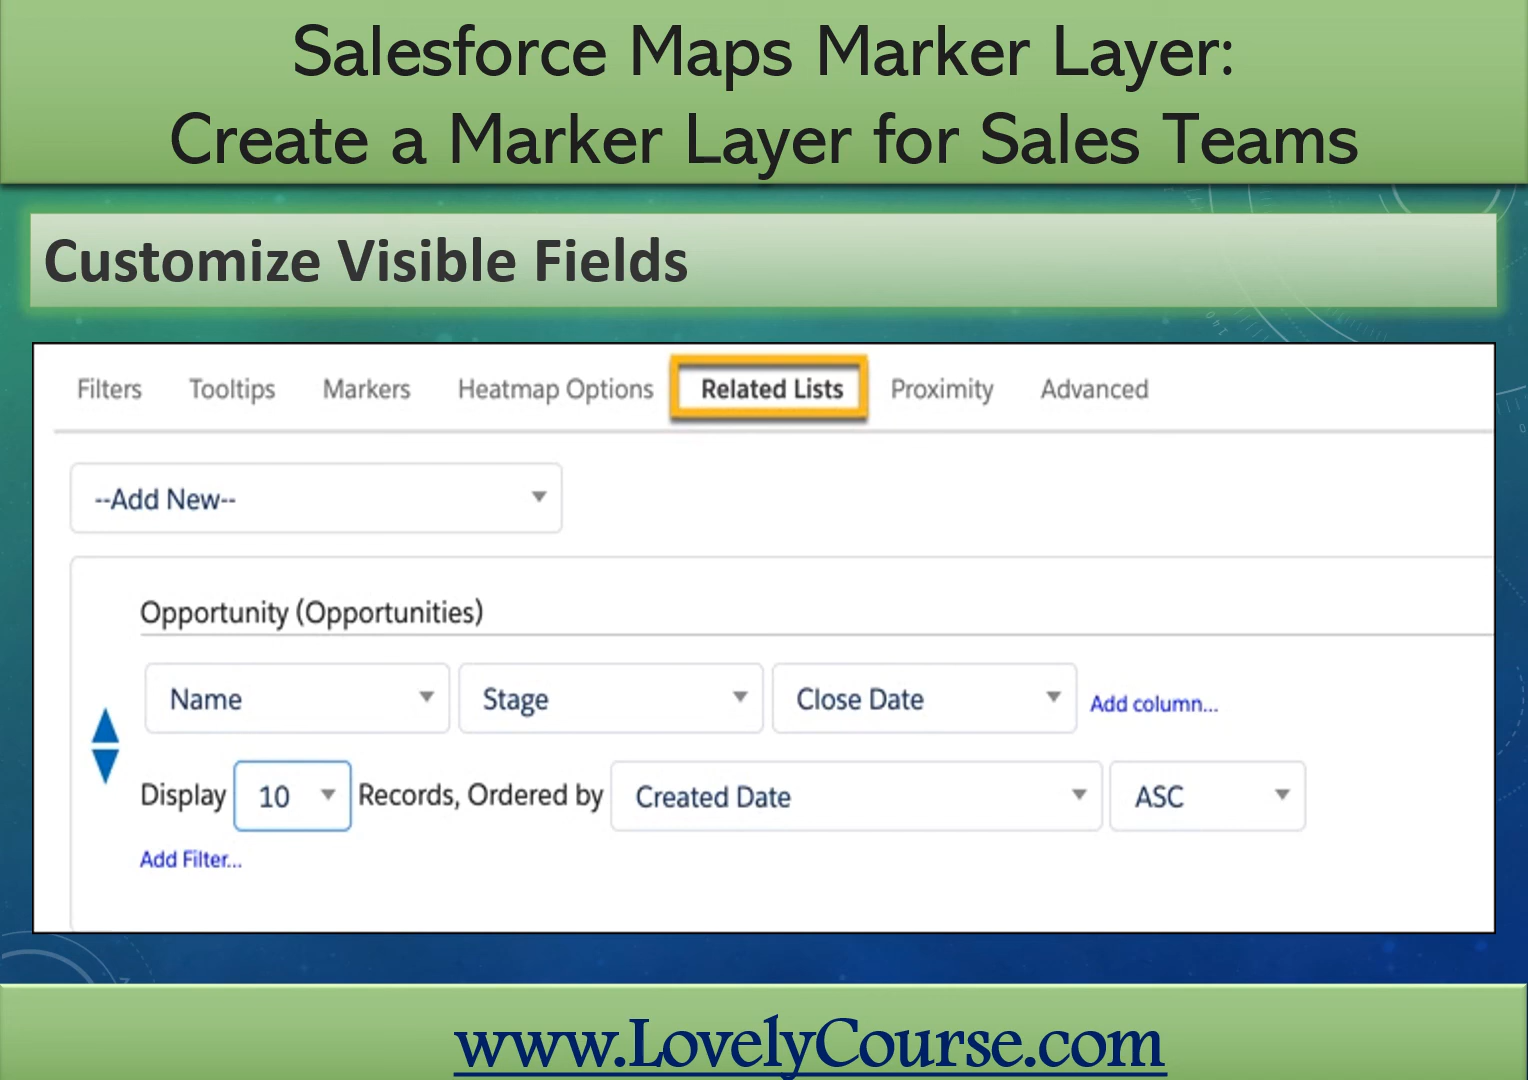 Salesforce Maps Marker Layer:
Create a Marker Layer for Sales Teams
Customize Visible Fields
Filters Tooltips Markers Heatmap Options Related Lists Proximity Advanced
--Add New--
Opportunity (Opportunities)
Name Stage Close Date Add column...
Display 10 Records, Ordered by Created Date ASC
Add Filter...
www.LovelyCourse.com